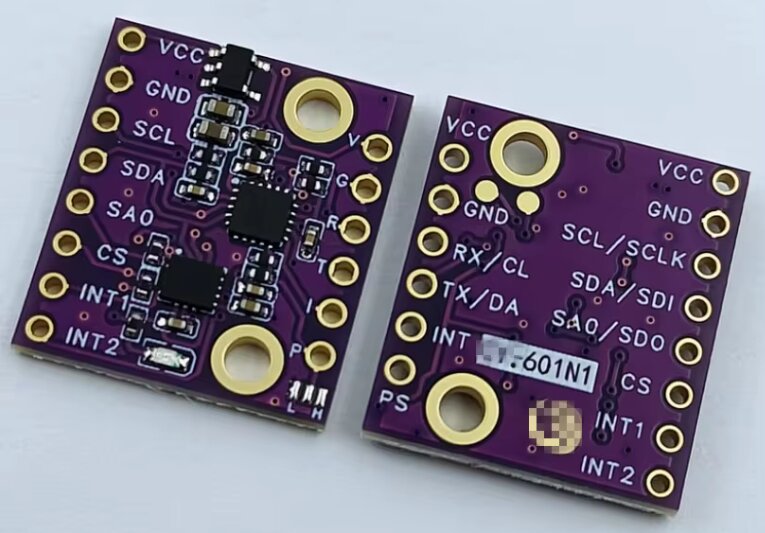 VCC
GND
SCL
SDA
SA0
CS
INT1
INT2
V
G
R
T
I
P
L H
VCC
GND
RX/CL
TX/DA
INT
PS
VCC
GND
SCL/SCLK
SDA/SDI
SA0/SDO
CS
INT1
INT2
-601N1